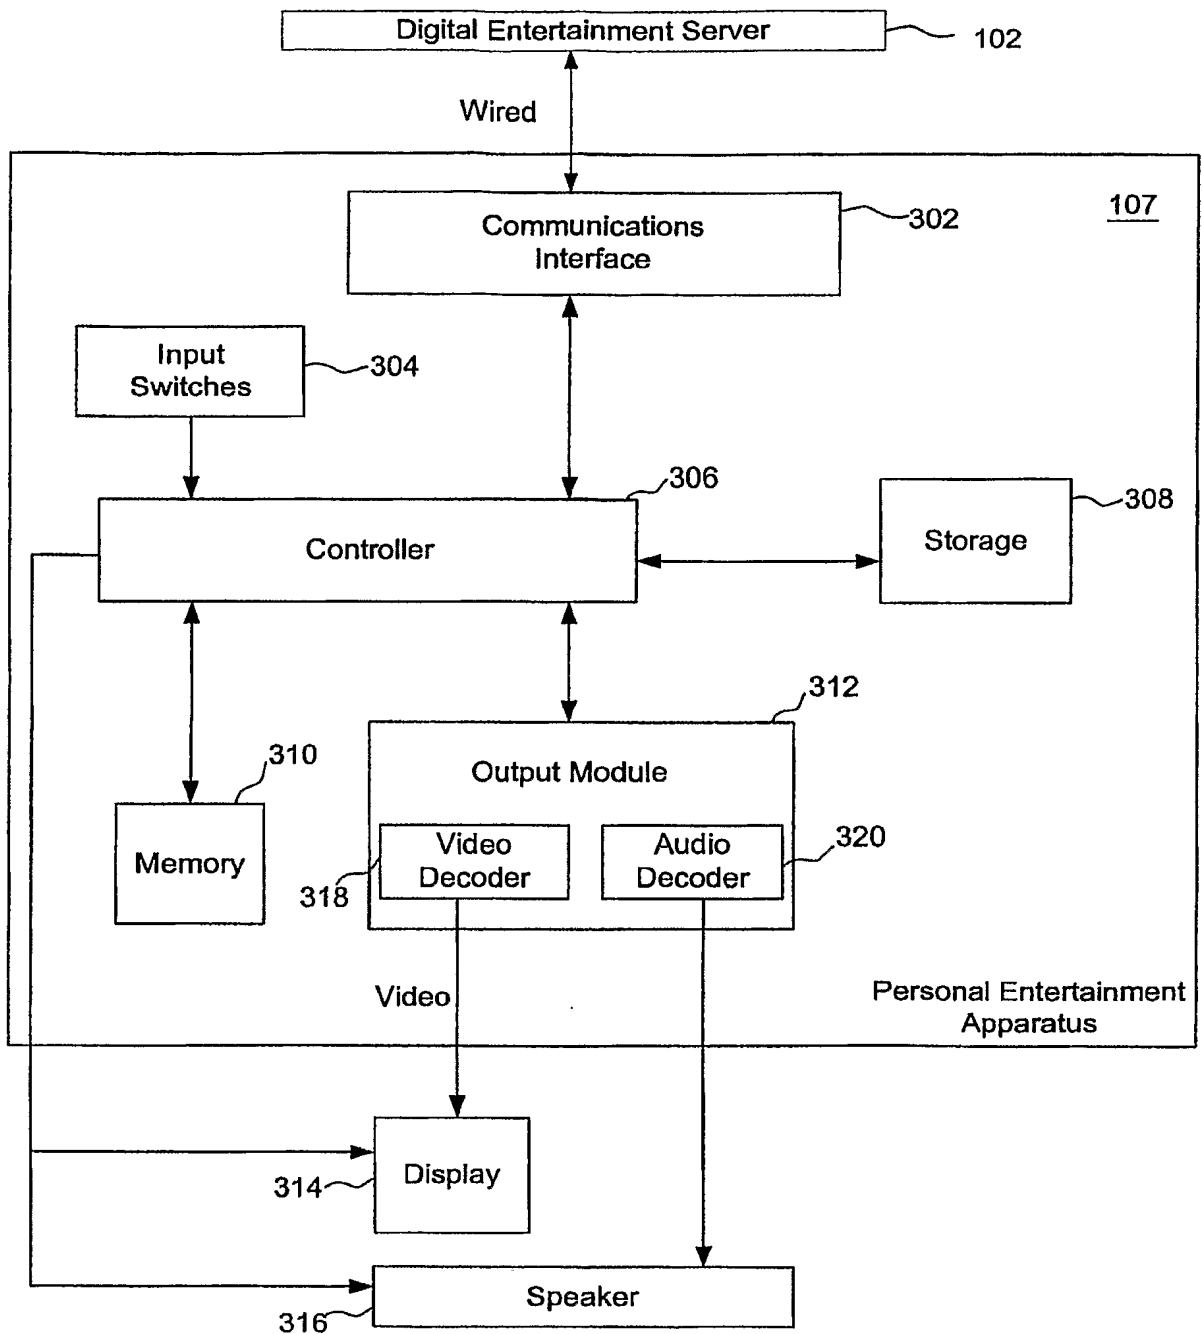 Digital Entertainment Server
102
Wired
107
Communications
Interface
302
Input
Switches
304
306
Controller
308
Storage
312
Output Module
310
Memory
Video
Decoder
318
Audio
Decoder
320
Video
Personal Entertainment
Apparatus
Display
314
Speaker
316